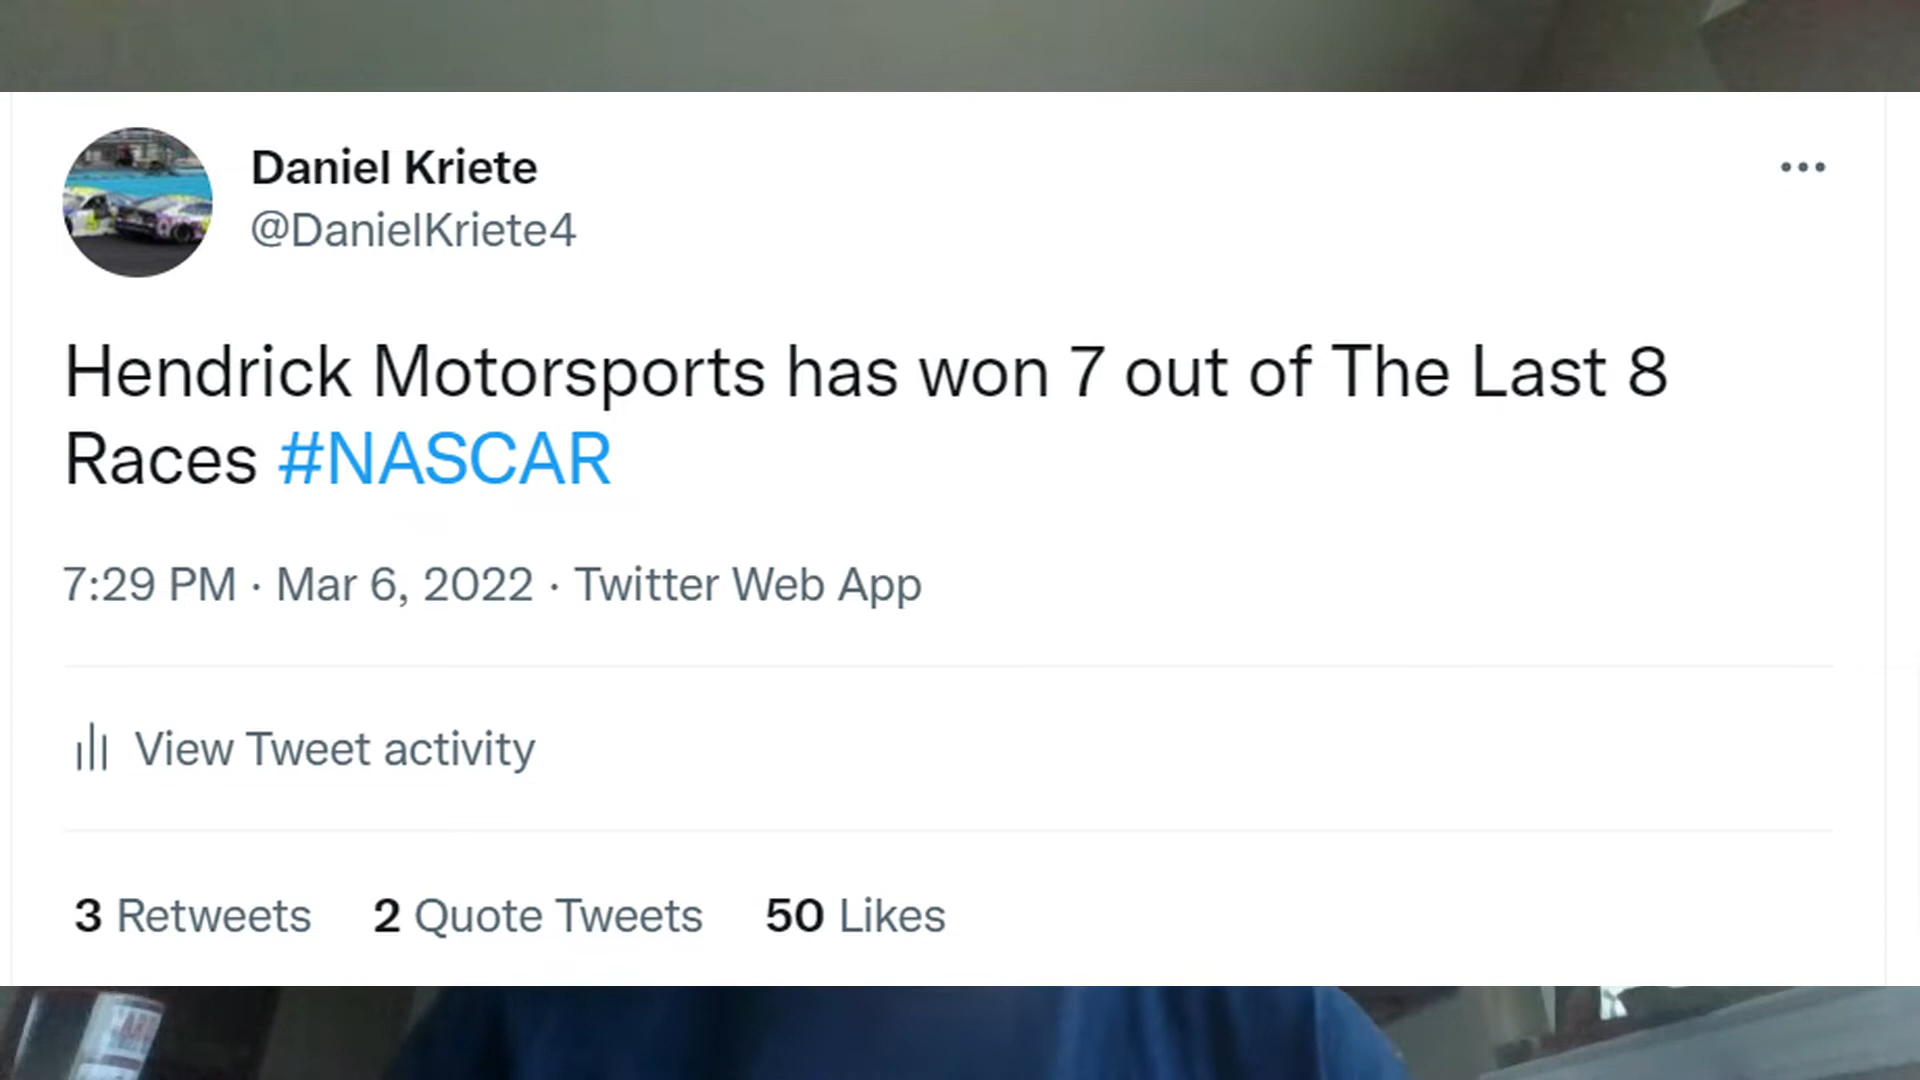 Daniel Kriete
@DanielKriete4
Hendrick Motorsports has won 7 out of The Last 8
Races #NASCAR
7:29 PM · Mar 6, 2022 · Twitter Web App
View Tweet activity
3 Retweets 2 Quote Tweets 50 Likes